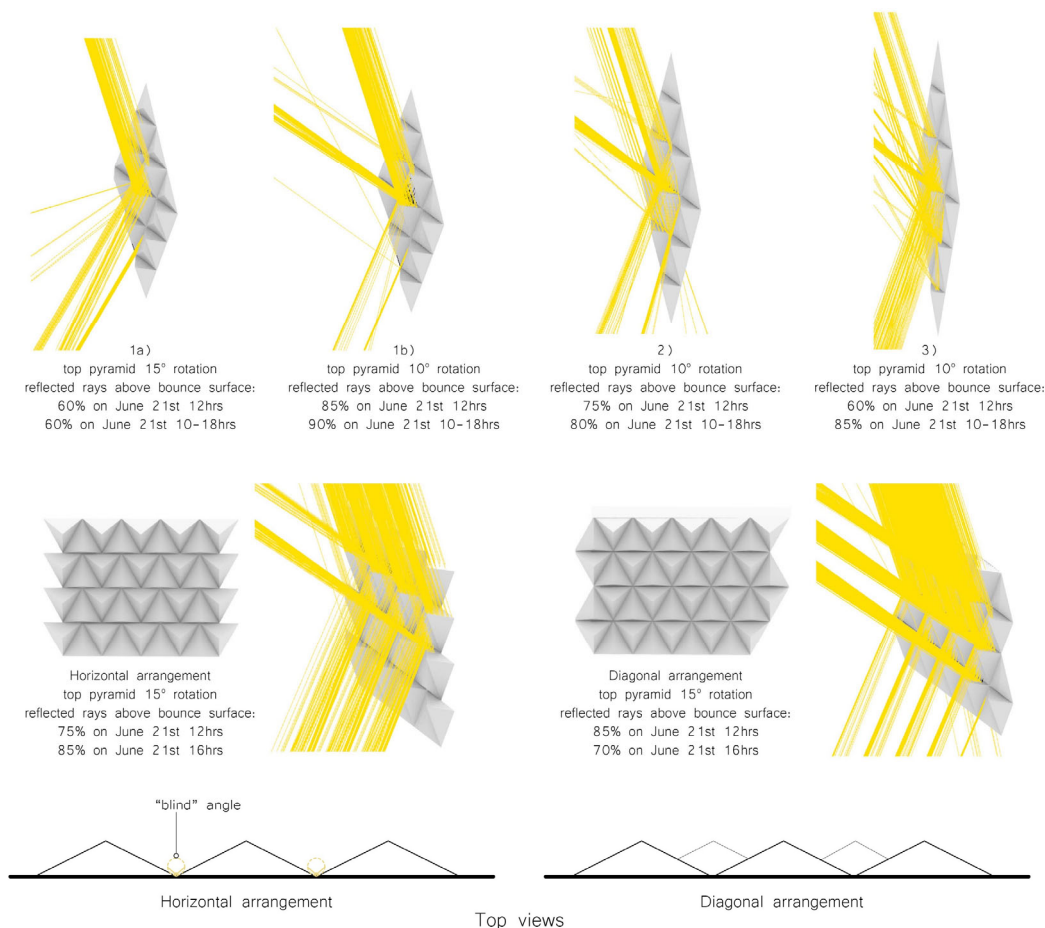 1a)
top pyramid 15° rotation
reflected rays above bounce surface:
60% on June 21st 12hrs
60% on June 21st 10-18hrs
1b)
top pyramid 10° rotation
reflected rays above bounce surface:
85% on June 21st 12hrs
90% on June 21st 10-18hrs
2)
top pyramid 10° rotation
reflected rays above bounce surface:
75% on June 21st 12hrs
80% on June 21st 10-18hrs
3)
top pyramid 10° rotation
reflected rays above bounce surface:
60% on June 21st 12hrs
85% on June 21st 10-18hrs
Horizontal arrangement
top pyramid 15° rotation
reflected rays above bounce surface:
75% on June 21st 12hrs
85% on June 21st 16hrs
Diagonal arrangement
top pyramid 15° rotation
reflected rays above bounce surface:
85% on June 21st 12hrs
70% on June 21st 16hrs
"blind" angle
Horizontal arrangement
Diagonal arrangement
Top views